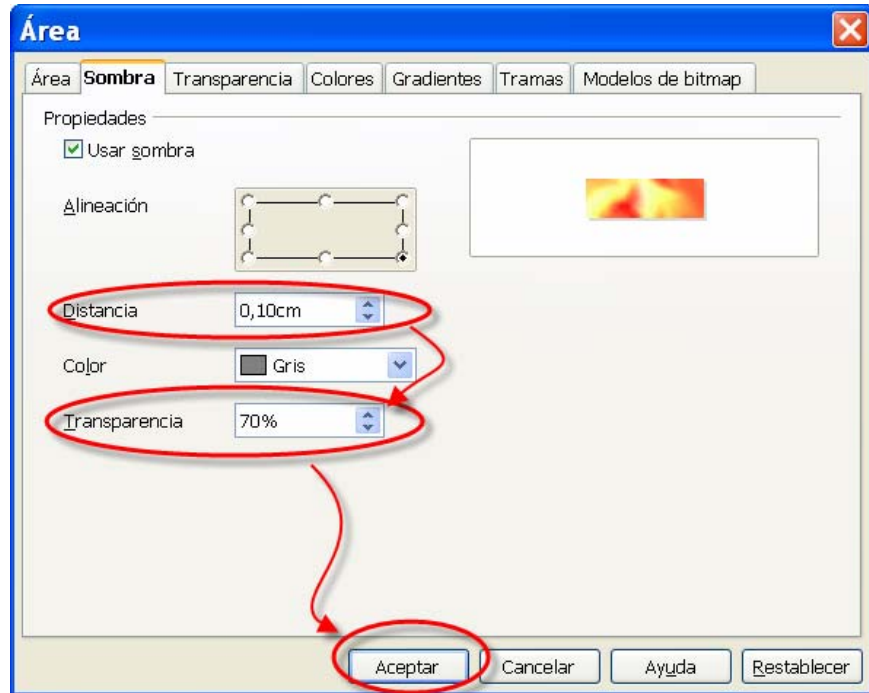 Área
Área Sombra Transparencia Colores Gradientes Tramas Modelos de bitmap
Propiedades
Usar sombra
Alineación
Distancia 0,10cm
Color Gris
Transparencia 70%
Aceptar Cancelar Ayuda Restablecer